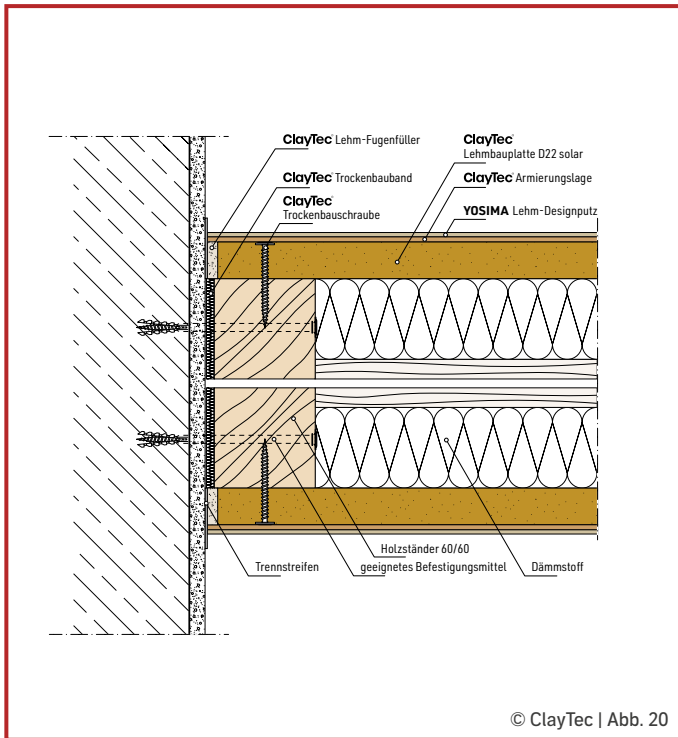 ClayTec Lehm-Fugenfüller
ClayTec Trockenbauband
ClayTec
Trockenbauschraube
ClayTec
Lehmbauplatte D22 solar
ClayTec Armierungslage
YOSIMA Lehm-Designputz
Trennstreifen
Holzständer 60/60
geeignetes Befestigungsmittel
Dämmstoff
© ClayTec | Abb. 20